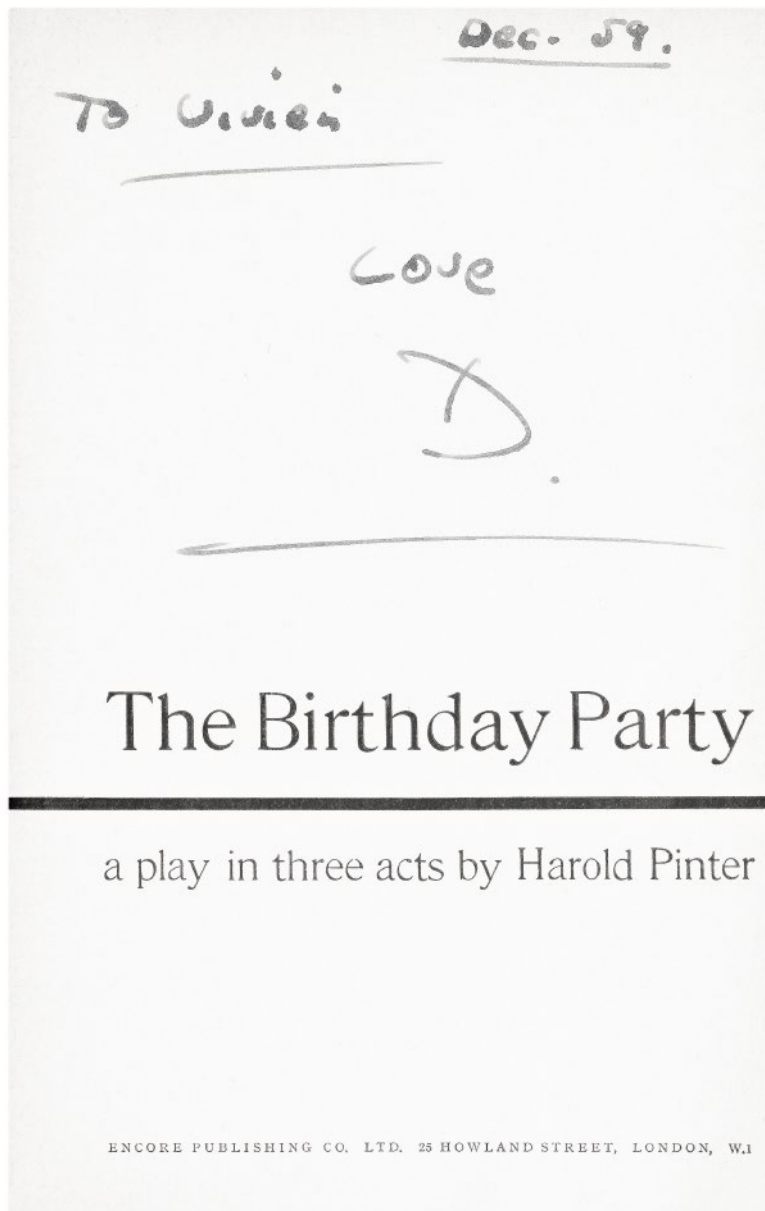 Dec. 59.
To Vivien
Love
D.
The Birthday Party
a play in three acts by Harold Pinter
ENCORE PUBLISHING CO. LTD. 25 HOWLAND STREET, LONDON, W.1